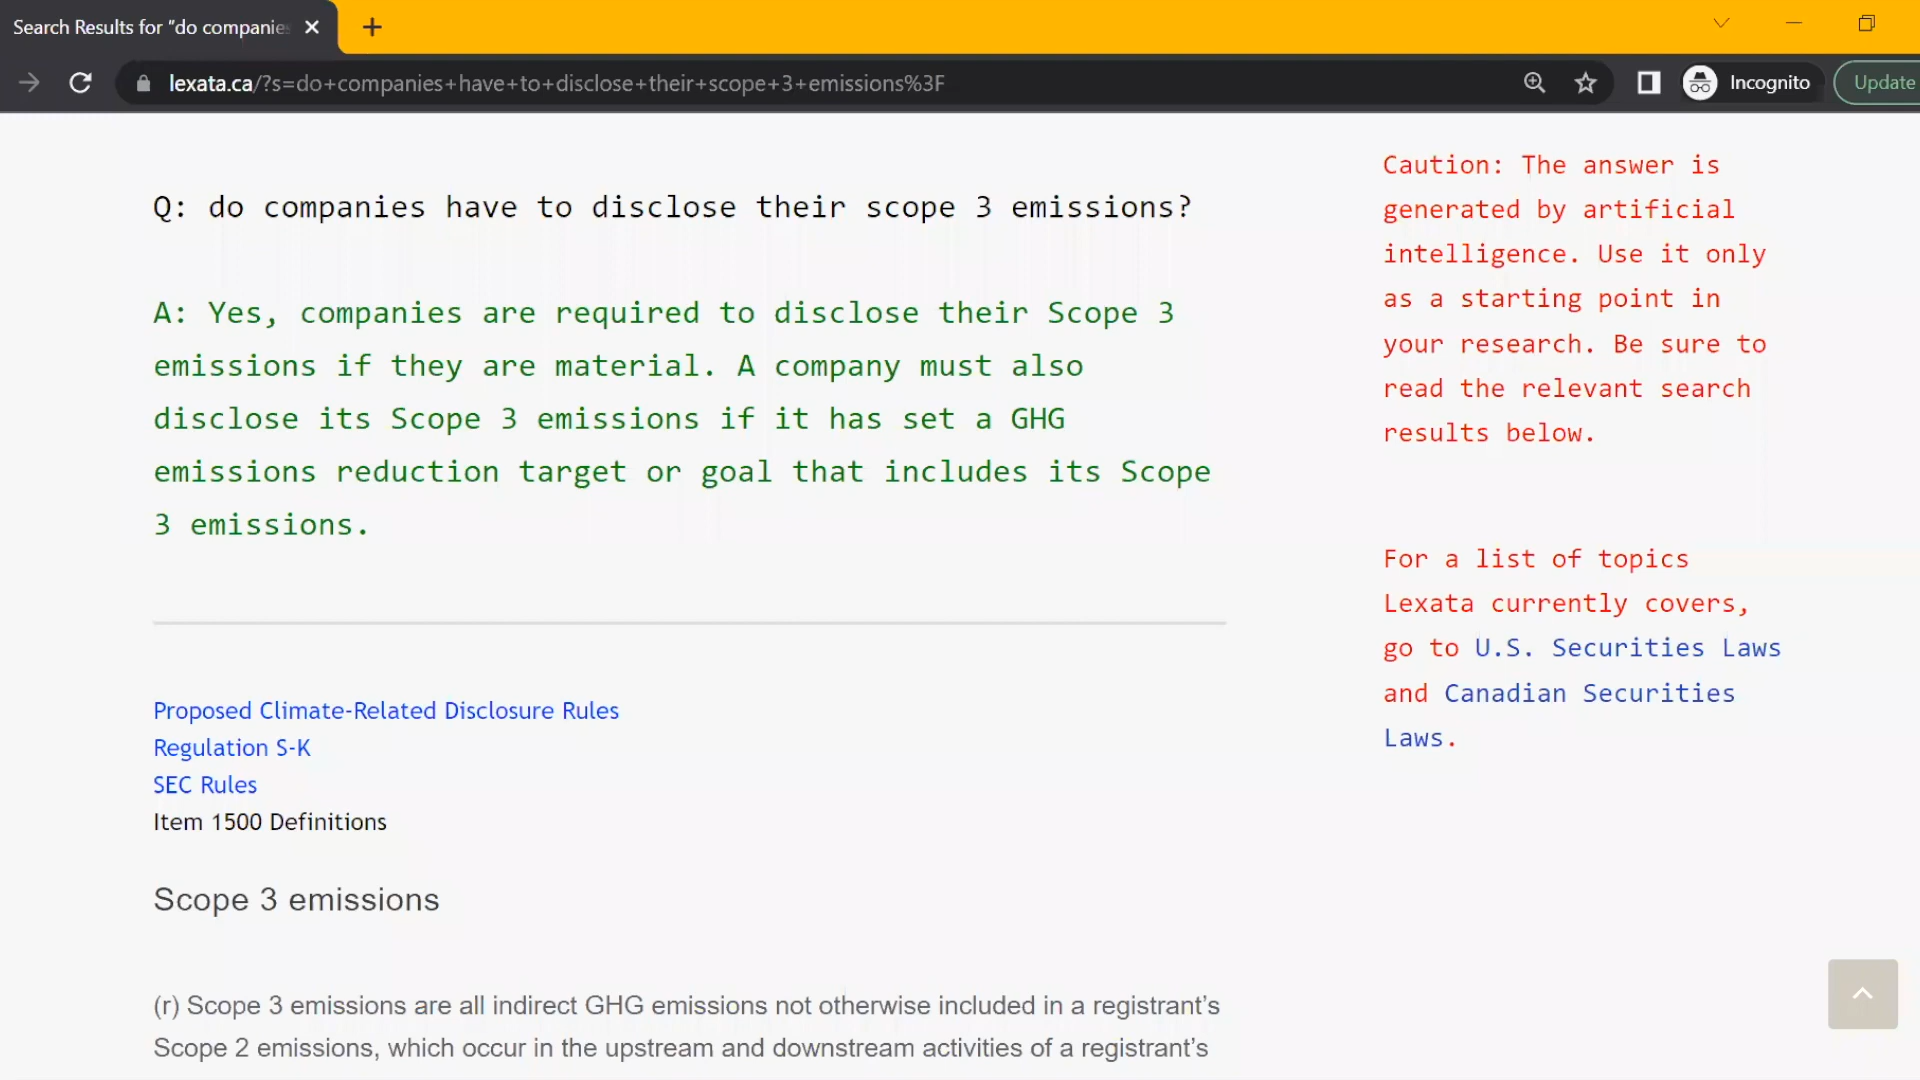 Search Results for "do companies
lexata.ca/?s=do+companies+have+to+disclose+their+scope+3+emissions%3F
Incognito
Update
Q: do companies have to disclose their scope 3 emissions?
A: Yes, companies are required to disclose their Scope 3
emissions if they are material. A company must also
disclose its Scope 3 emissions if it has set a GHG
emissions reduction target or goal that includes its Scope
3 emissions.
Proposed Climate-Related Disclosure Rules
Regulation S-K
SEC Rules
Item 1500 Definitions
Scope 3 emissions
(r) Scope 3 emissions are all indirect GHG emissions not otherwise included in a registrant’s
Scope 2 emissions, which occur in the upstream and downstream activities of a registrant’s
Caution: The answer is
generated by artificial
intelligence. Use it only
as a starting point in
your research. Be sure to
read the relevant search
results below.
For a list of topics
Lexata currently covers,
go to U.S. Securities Laws
and Canadian Securities
Laws.